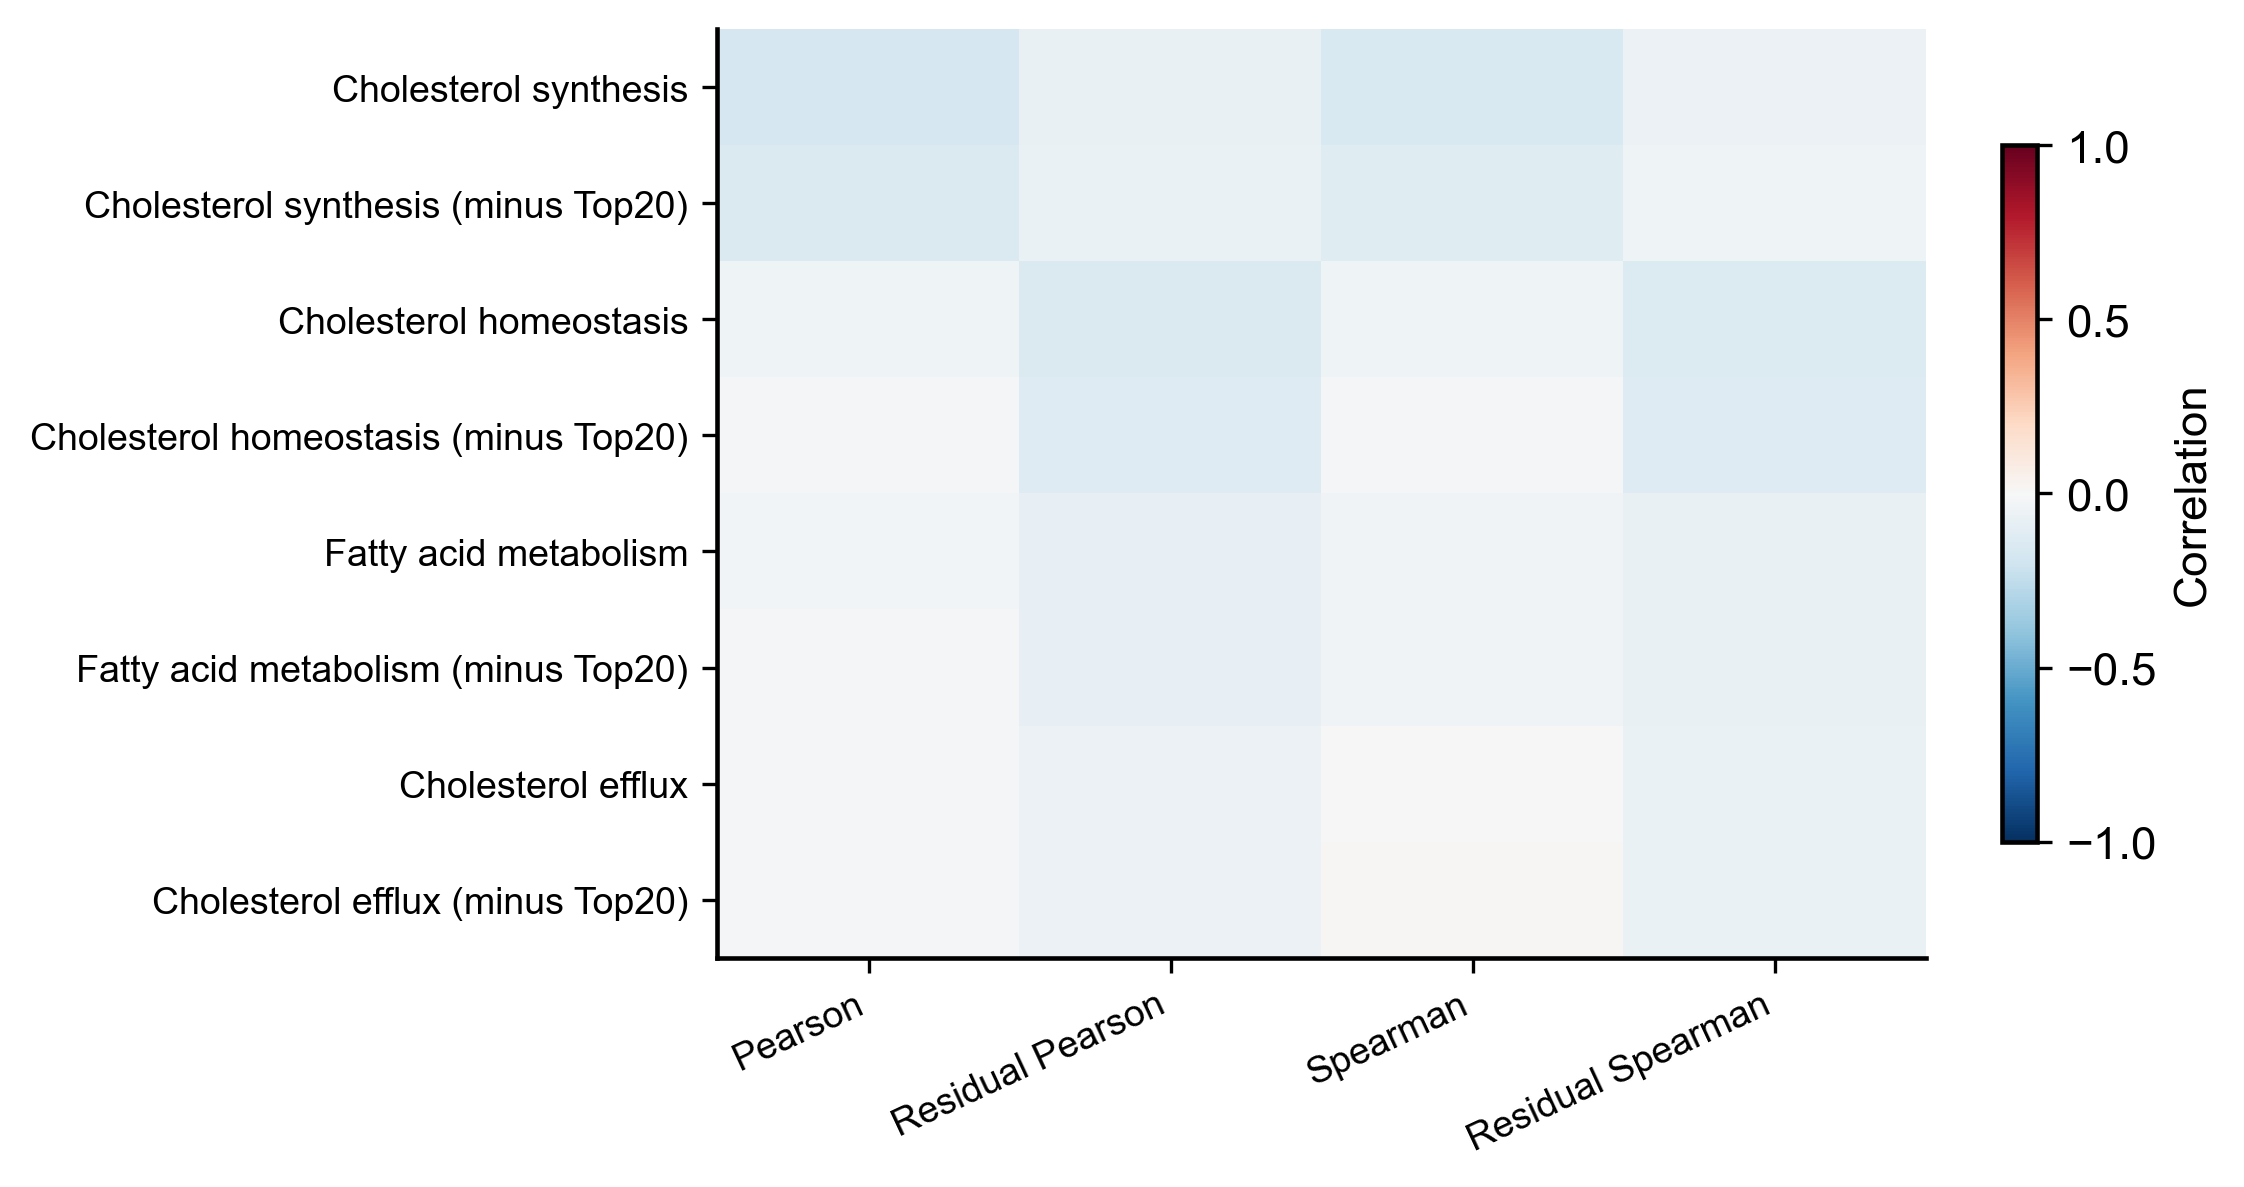 Cholesterol synthesis
Cholesterol synthesis (minus Top20)
Cholesterol homeostasis
Cholesterol homeostasis (minus Top20)
Fatty acid metabolism
Fatty acid metabolism (minus Top20)
Cholesterol efflux
Cholesterol efflux (minus Top20)
Pearson
Residual Pearson
Spearman
Residual Spearman
1.0
0.5
0.0
−0.5
−1.0
Correlation